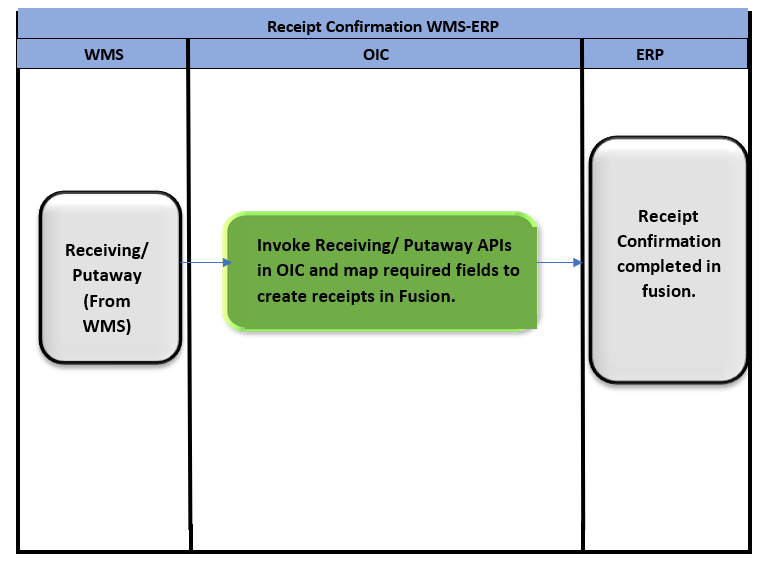 Receipt Confirmation WMS-ERP
WMS
OIC
ERP
Receiving/
Putaway
(From
WMS)
Invoke Receiving/ Putaway APIs
in OIC and map required fields to
create receipts in Fusion.
Receipt
Confirmation
completed in
fusion.